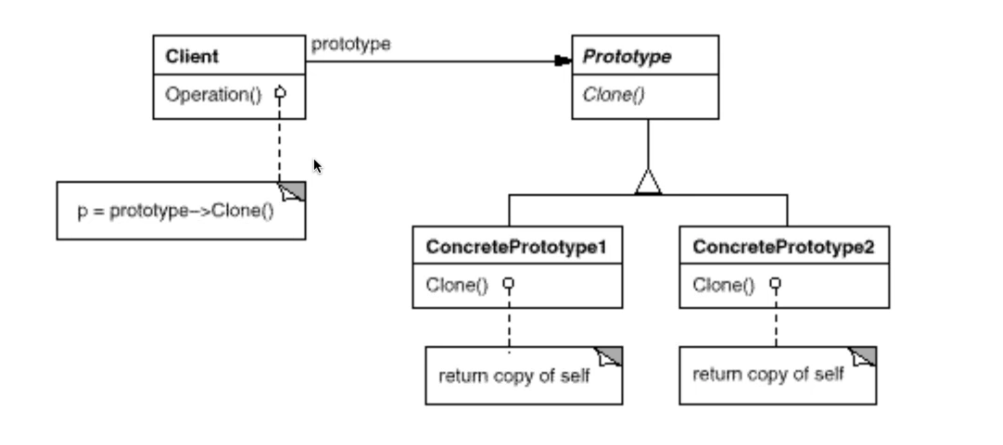 prototype
Client
Operation()
Prototype
Clone()
p = prototype–>Clone()
ConcretePrototype1
Clone()
ConcretePrototype2
Clone()
return copy of self
return copy of self